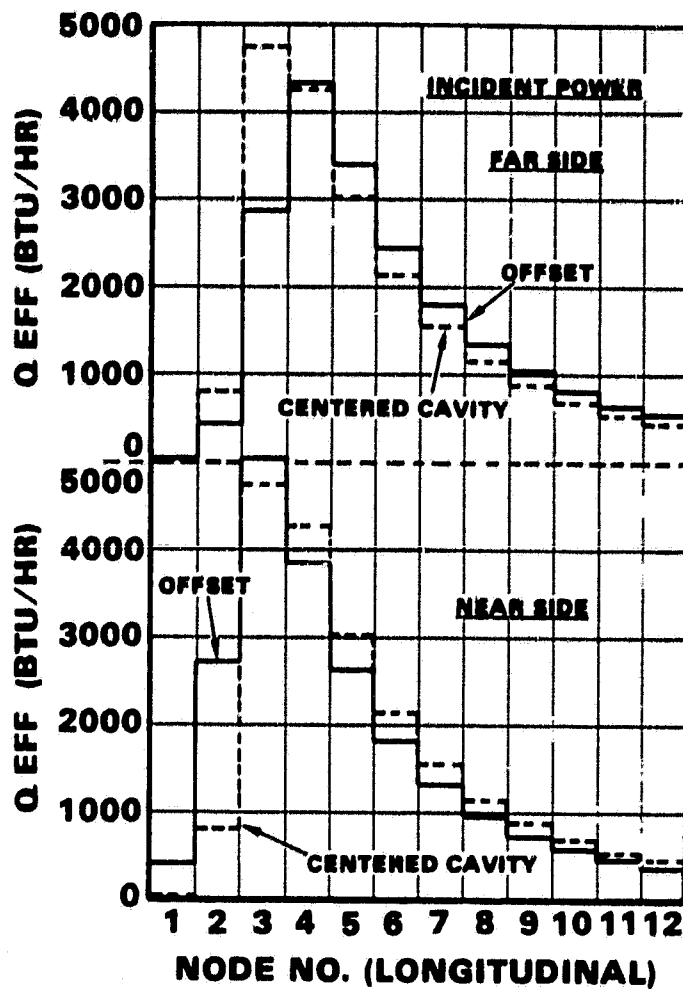 5000
INCIDENT POWER
4000
FAR SIDE
3000
OFFSET
2000
1000
CENTERED CAVITY
0
Q EFF (BTU/HR)
5000
4000
OFFSET
NEAR SIDE
3000
2000
1000
CENTERED CAVITY
0
Q EFF (BTU/HR)
1 2 3 4 5 6 7 8 9 10 11 12
NODE NO. (LONGITUDINAL)